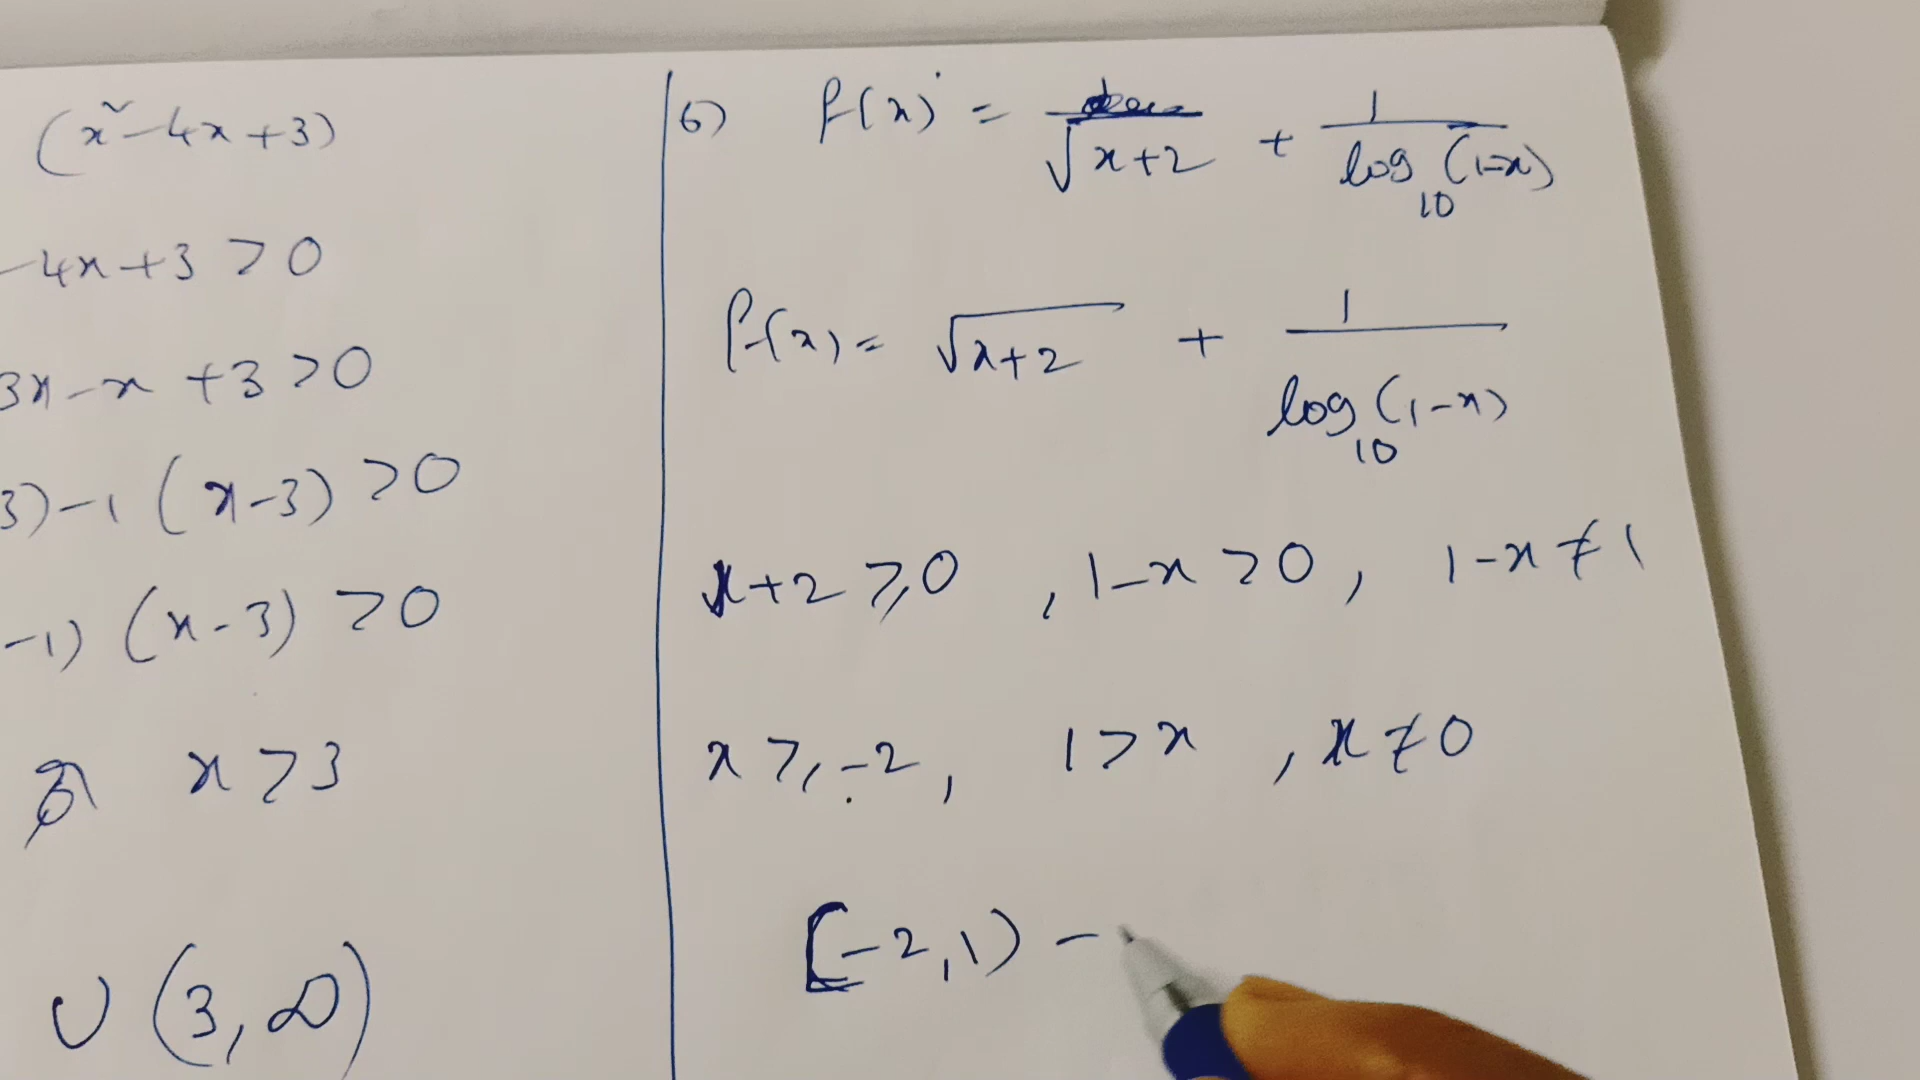 (x²-4x+3)
-4x+3 >0
3x-x+3 >0
3)-1(x-3) >0
-1) (x-3) >0
x>3
∪ (3,∞)
6) f(x) = √x+2 + 1/log₁₀(1-x)
f(x) = √x+2 + 1/log₁₀(1-x)
x+2 ≥0 , 1-x >0, 1-x≠1
x ≥ -2, 1>x , x≠0
[-2,1) -